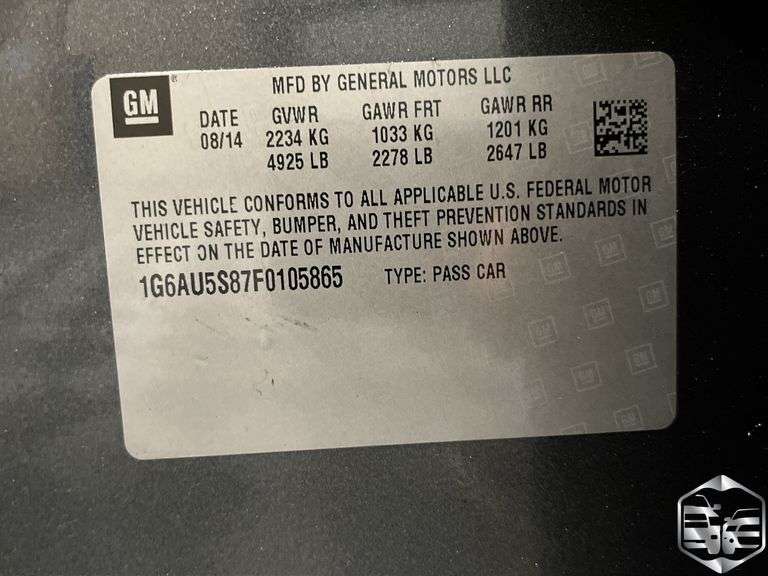 GM
MFD BY GENERAL MOTORS LLC
DATE GVWR GAWR FRT GAWR RR
08/14 2234 KG 1033 KG 1201 KG
4925 LB 2278 LB 2647 LB
THIS VEHICLE CONFORMS TO ALL APPLICABLE U.S. FEDERAL MOTOR
VEHICLE SAFETY, BUMPER, AND THEFT PREVENTION STANDARDS IN
EFFECT ON THE DATE OF MANUFACTURE SHOWN ABOVE.
1G6AU5S87F0105865 TYPE: PASS CAR